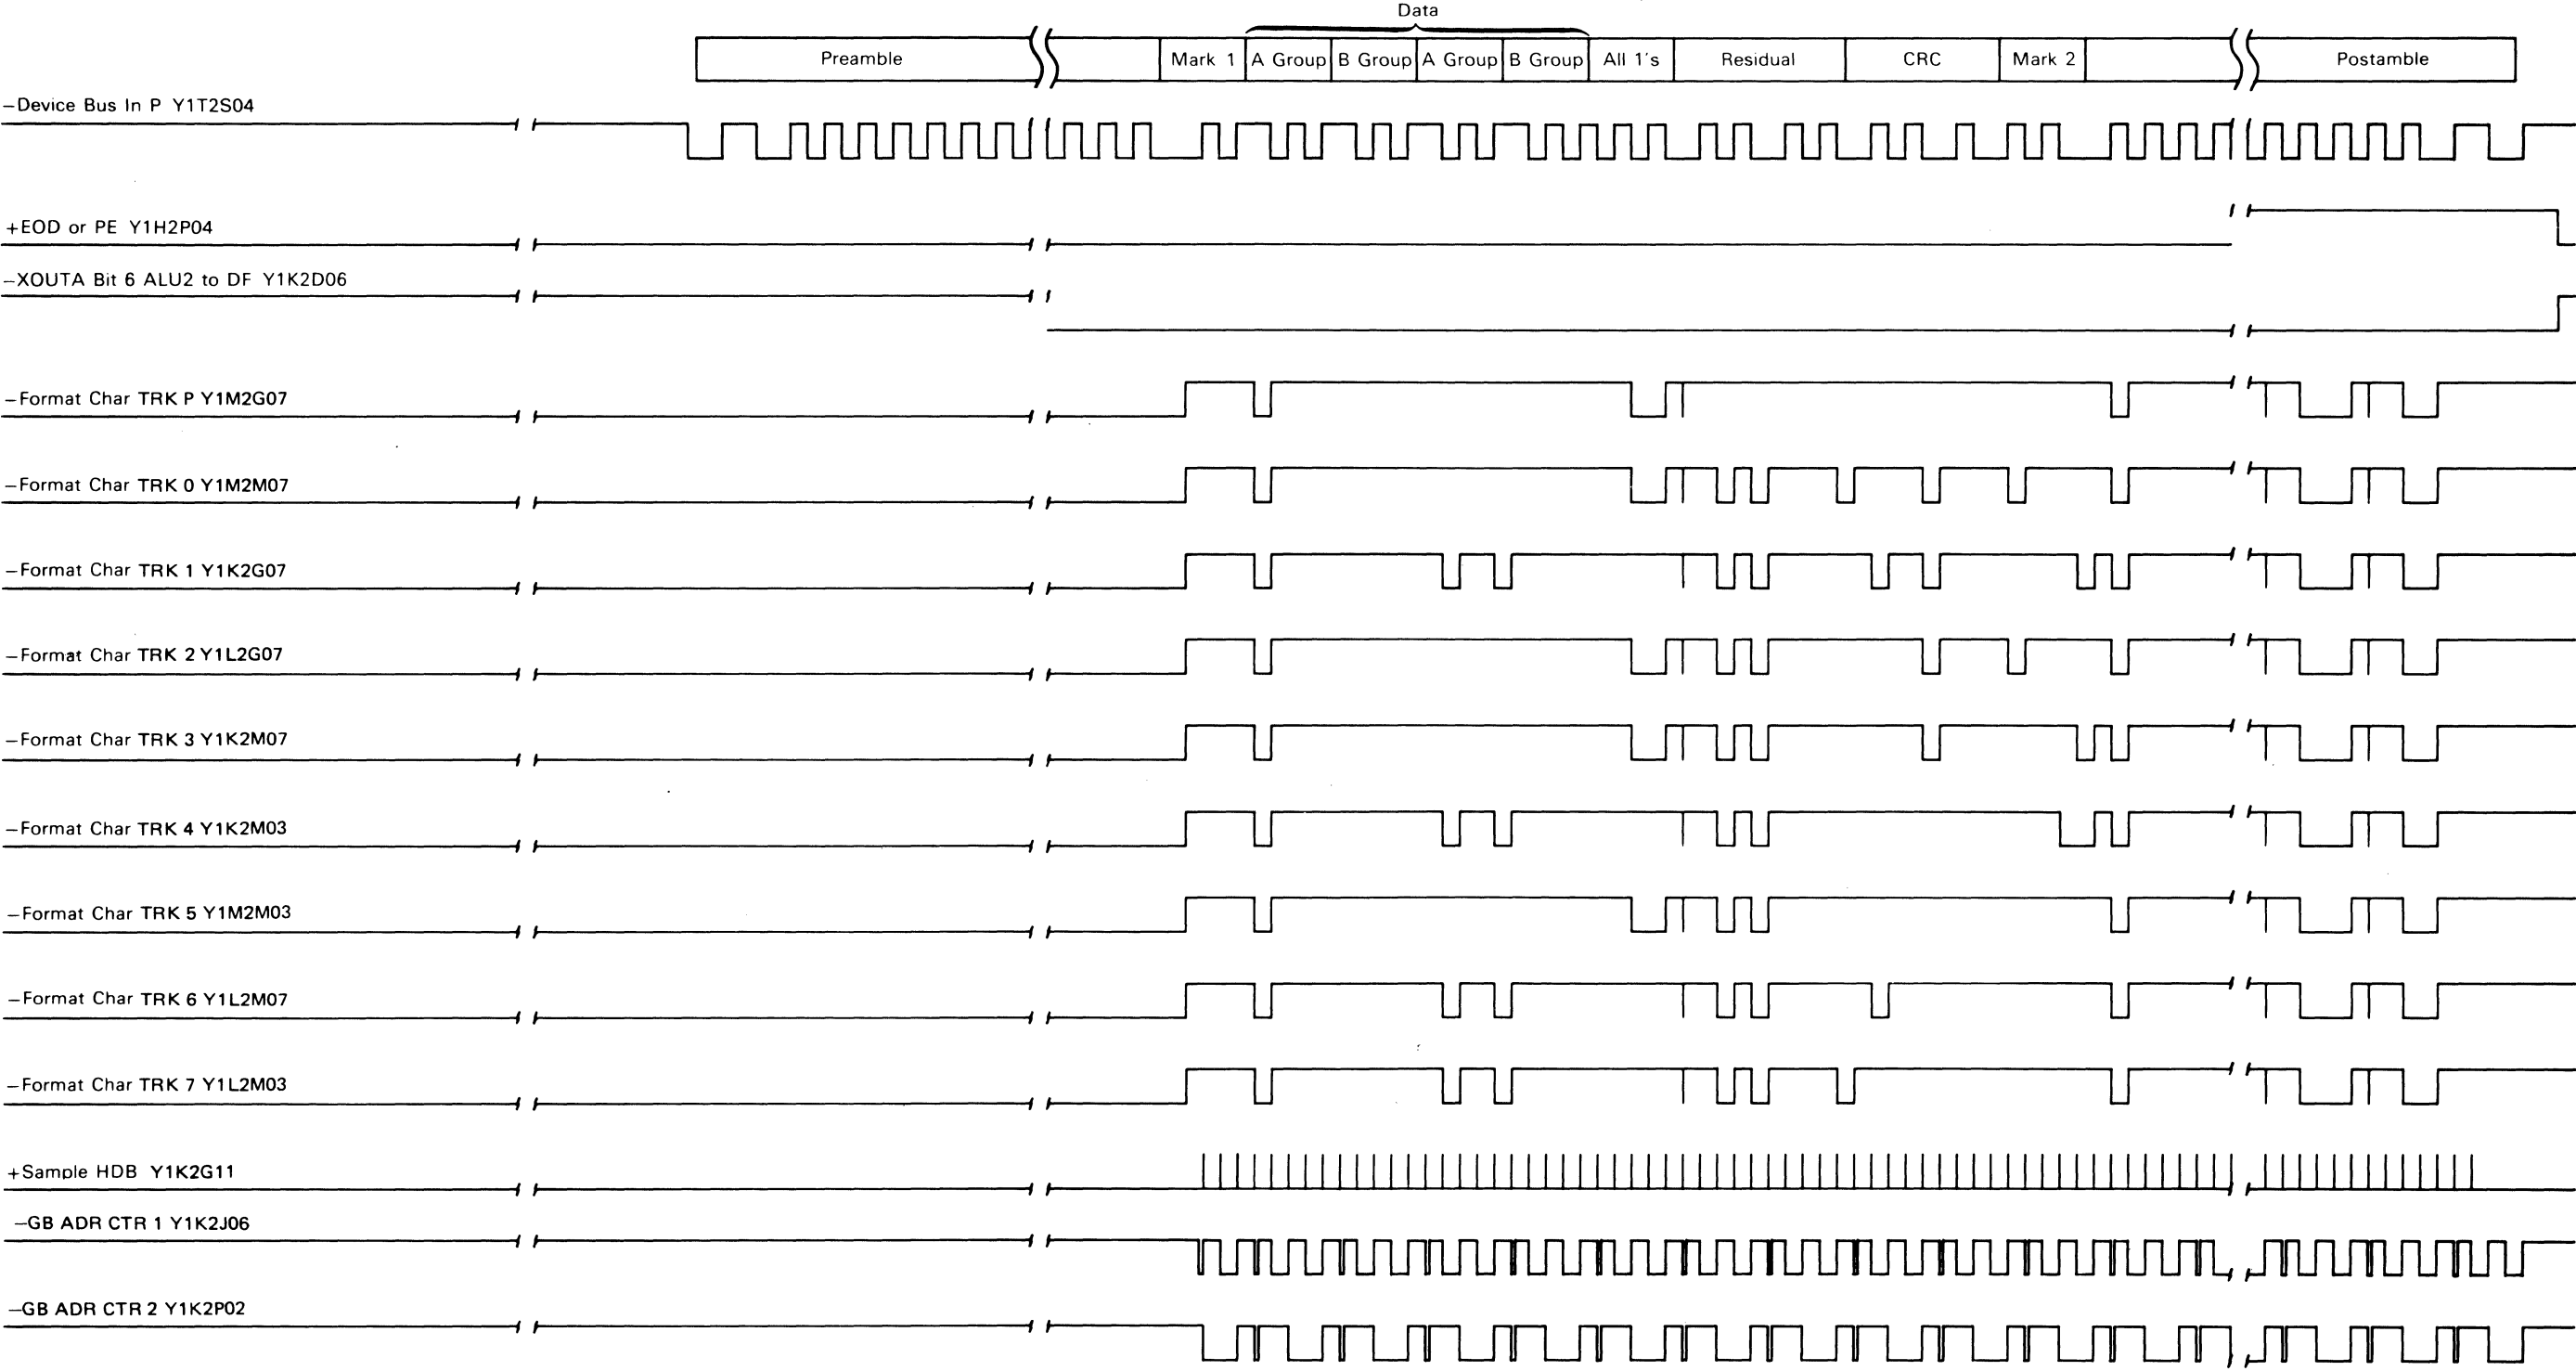 Data
Preamble Mark 1 A Group B Group A Group B Group All 1's Residual CRC Mark 2 Postamble
−Device Bus In P Y1T2S04
+EOD or PE Y1H2P04
−XOUTA Bit 6 ALU2 to DF Y1K2D06
−Format Char TRK P Y1M2G07
−Format Char TRK 0 Y1M2M07
−Format Char TRK 1 Y1K2G07
−Format Char TRK 2 Y1L2G07
−Format Char TRK 3 Y1K2M07
−Format Char TRK 4 Y1K2M03
−Format Char TRK 5 Y1M2M03
−Format Char TRK 6 Y1L2M07
−Format Char TRK 7 Y1L2M03
+Sample HDB Y1K2G11
−GB ADR CTR 1 Y1K2J06
−GB ADR CTR 2 Y1K2P02